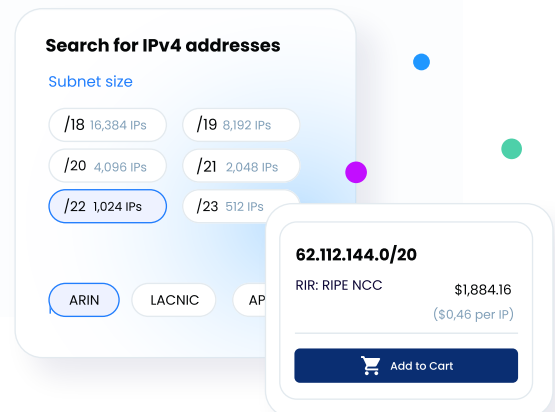 Search for IPv4 addresses
Subnet size
/18 16,384 IPs
/19 8,192 IPs
/20 4,096 IPs
/21 2,048 IPs
/22 1,024 IPs
/23 512 IPs
ARIN
LACNIC
AP
62.112.144.0/20
RIR: RIPE NCC
$1,884.16
($0,46 per IP)
Add to Cart